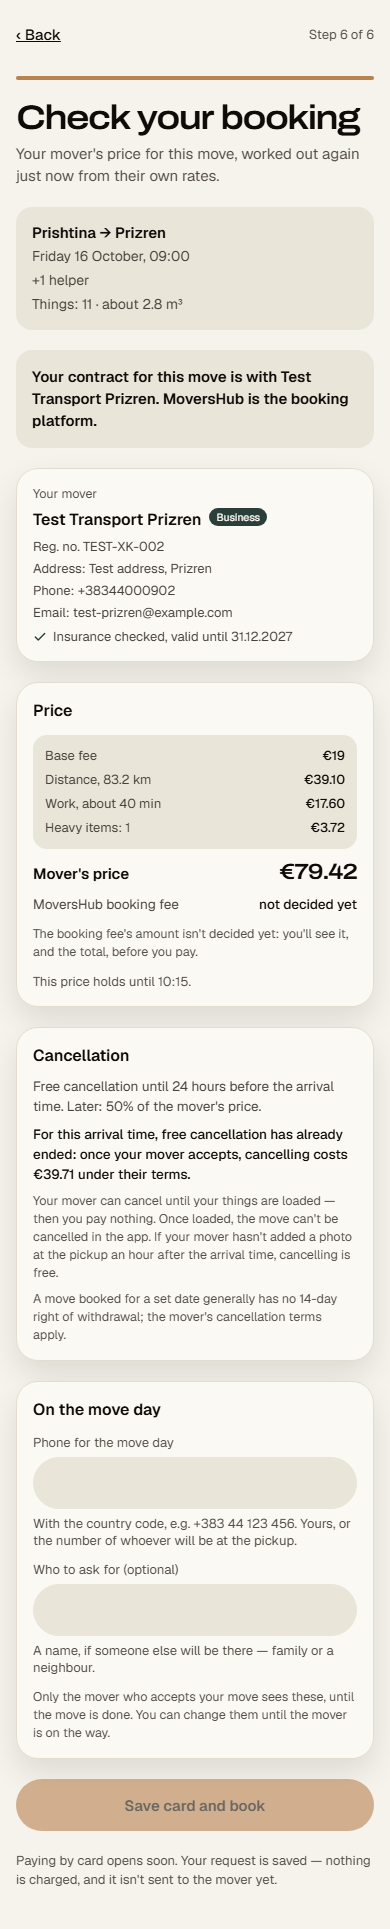 ‹ Back
Step 6 of 6
Check your booking
Your mover's price for this move, worked out again
just now from their own rates.
Prishtina → Prizren
Friday 16 October, 09:00
+1 helper
Things: 11 · about 2.8 m³
Your contract for this move is with Test
Transport Prizren. MoversHub is the booking
platform.
Your mover
Test Transport Prizren Business
Reg. no. TEST-XK-002
Address: Test address, Prizren
Phone: +38344000902
Email: test-prizren@example.com
✓ Insurance checked, valid until 31.12.2027
Price
Base fee €19
Distance, 83.2 km €39.10
Work, about 40 min €17.60
Heavy items: 1 €3.72
Mover's price €79.42
MoversHub booking fee not decided yet
The booking fee's amount isn't decided yet: you'll see it,
and the total, before you pay.
This price holds until 10:15.
Cancellation
Free cancellation until 24 hours before the arrival
time. Later: 50% of the mover's price.
For this arrival time, free cancellation has already
ended: once your mover accepts, cancelling costs
€39.71 under their terms.
Your mover can cancel until your things are loaded —
then you pay nothing. Once loaded, the move can't be
cancelled in the app. If your mover hasn't added a photo
at the pickup an hour after the arrival time, cancelling is
free.
A move booked for a set date generally has no 14-day
right of withdrawal; the mover's cancellation terms
apply.
On the move day
Phone for the move day
With the country code, e.g. +383 44 123 456. Yours, or
the number of whoever will be at the pickup.
Who to ask for (optional)
A name, if someone else will be there — family or a
neighbour.
Only the mover who accepts your move sees these, until
the move is done. You can change them until the mover
is on the way.
Save card and book
Paying by card opens soon. Your request is saved — nothing
is charged, and it isn't sent to the mover yet.